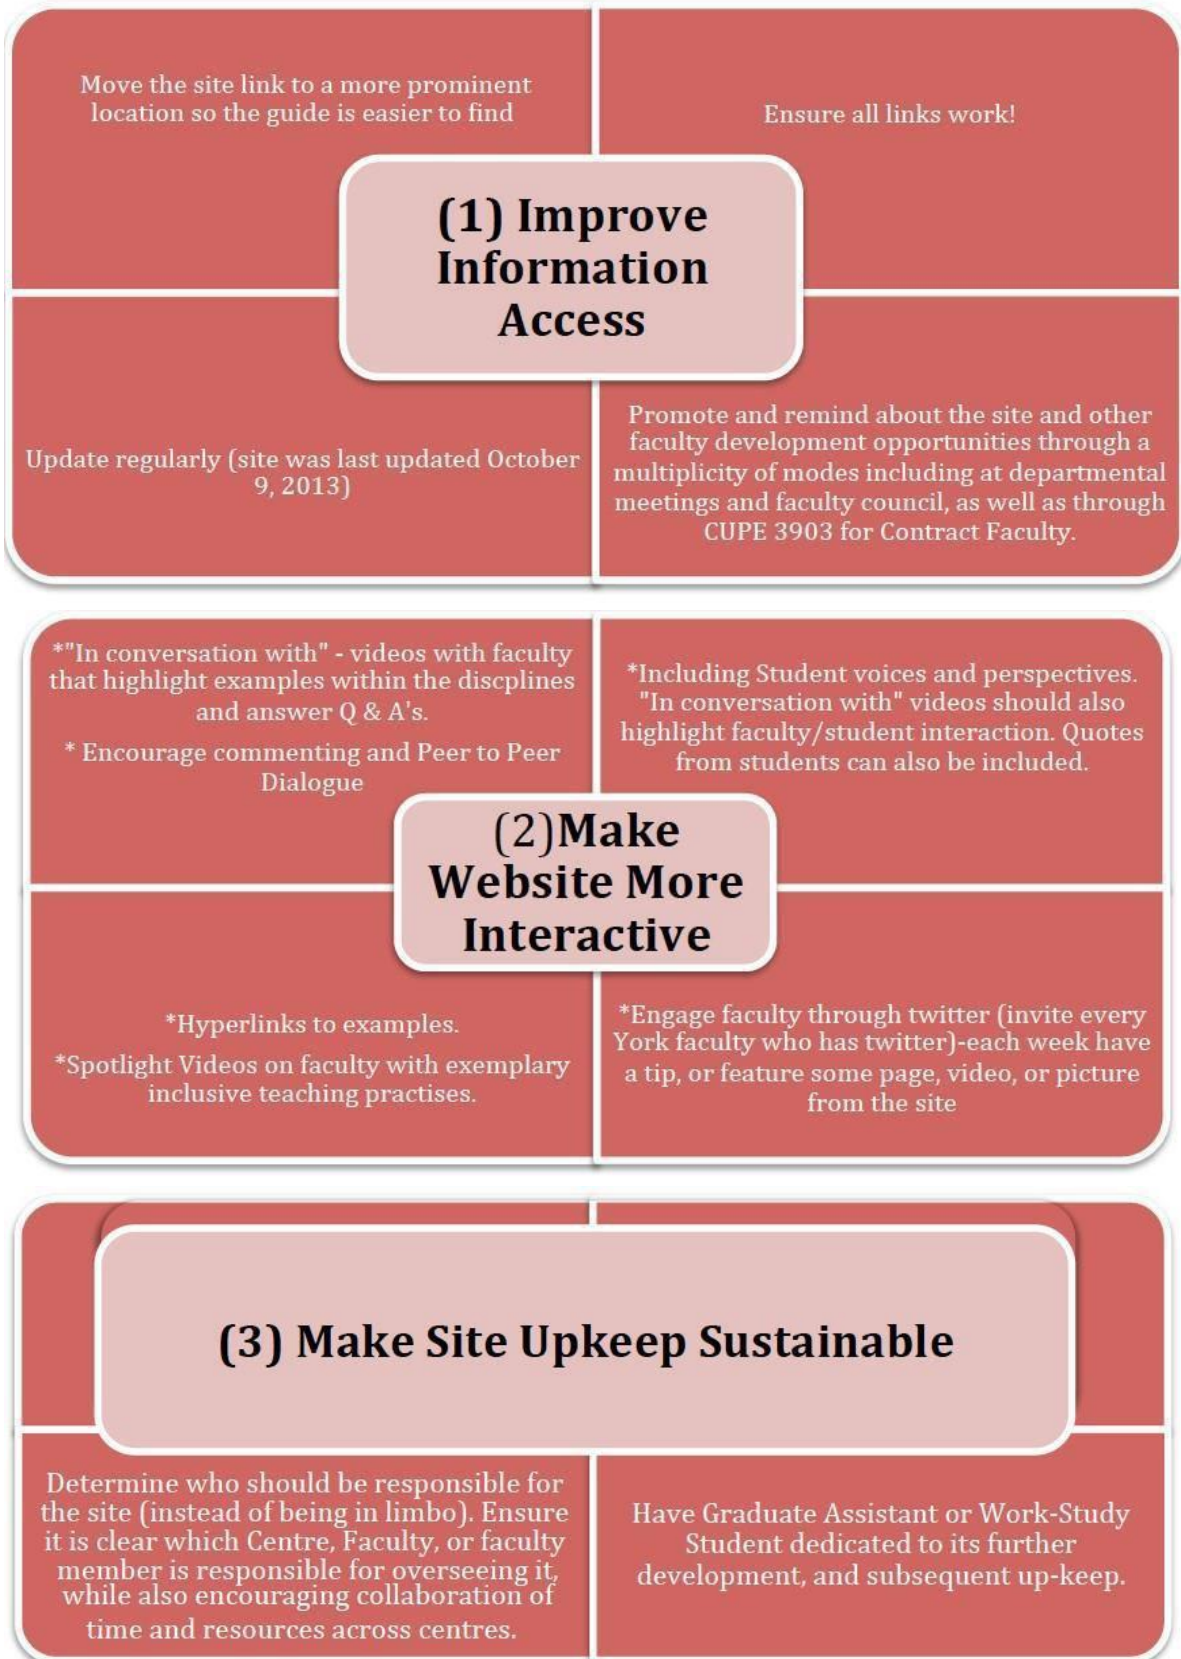 Move the site link to a more prominent
location so the guide is easier to find
Ensure all links work!
(1) Improve
Information
Access
Update regularly (site was last updated October
9, 2013)
Promote and remind about the site and other
faculty development opportunities through a
multiplicity of modes including at departmental
meetings and faculty council, as well as through
CUPE 3903 for Contract Faculty.
*"In conversation with" - videos with faculty
that highlight examples within the discplines
and answer Q & A's.
* Encourage commenting and Peer to Peer
Dialogue
*Including Student voices and perspectives.
"In conversation with" videos should also
highlight faculty/student interaction. Quotes
from students can also be included.
(2)Make
Website More
Interactive
*Hyperlinks to examples.
*Spotlight Videos on faculty with exemplary
inclusive teaching practises.
*Engage faculty through twitter (invite every
York faculty who has twitter)-each week have
a tip, or feature some page, video, or picture
from the site
(3) Make Site Upkeep Sustainable
Determine who should be responsible for
the site (instead of being in limbo). Ensure
it is clear which Centre, Faculty, or faculty
member is responsible for overseeing it,
while also encouraging collaboration of
time and resources across centres.
Have Graduate Assistant or Work-Study
Student dedicated to its further
development, and subsequent up-keep.